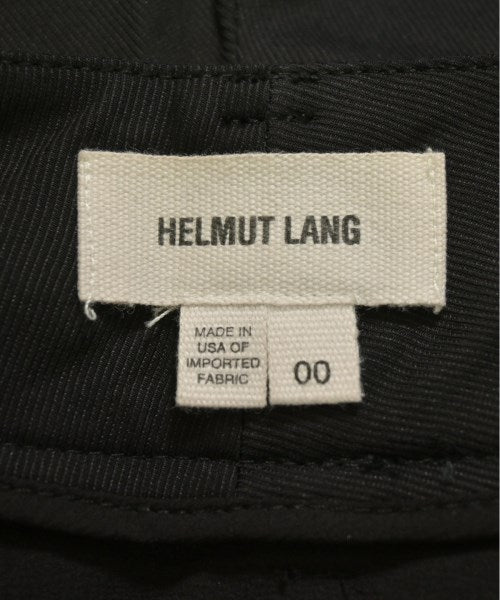 HELMUT LANG
MADE IN
USA OF
IMPORTED
FABRIC
00